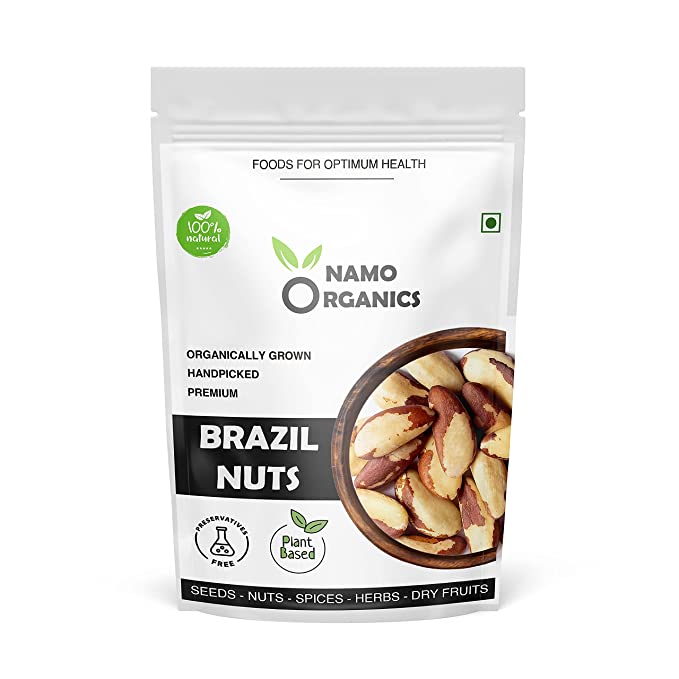 FOODS FOR OPTIMUM HEALTH
100%
natural
NAMO
ORGANICS
ORGANICALLY GROWN
HANDPICKED
PREMIUM
BRAZIL
NUTS
PRESERVATIVES
FREE
Plant
Based
SEEDS - NUTS - SPICES - HERBS - DRY FRUITS